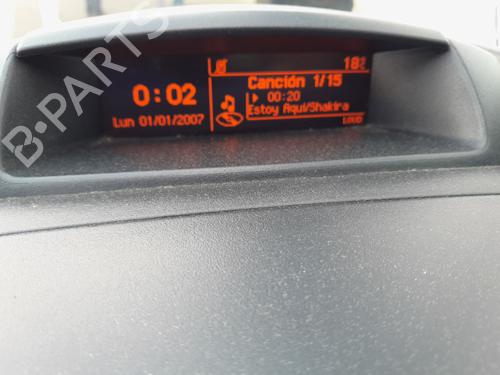 18°
Canción 1/15
0:02
00:20
Estoy Aquí/Shakira
Lun 01/01/2007
LOUD
B-PARTS